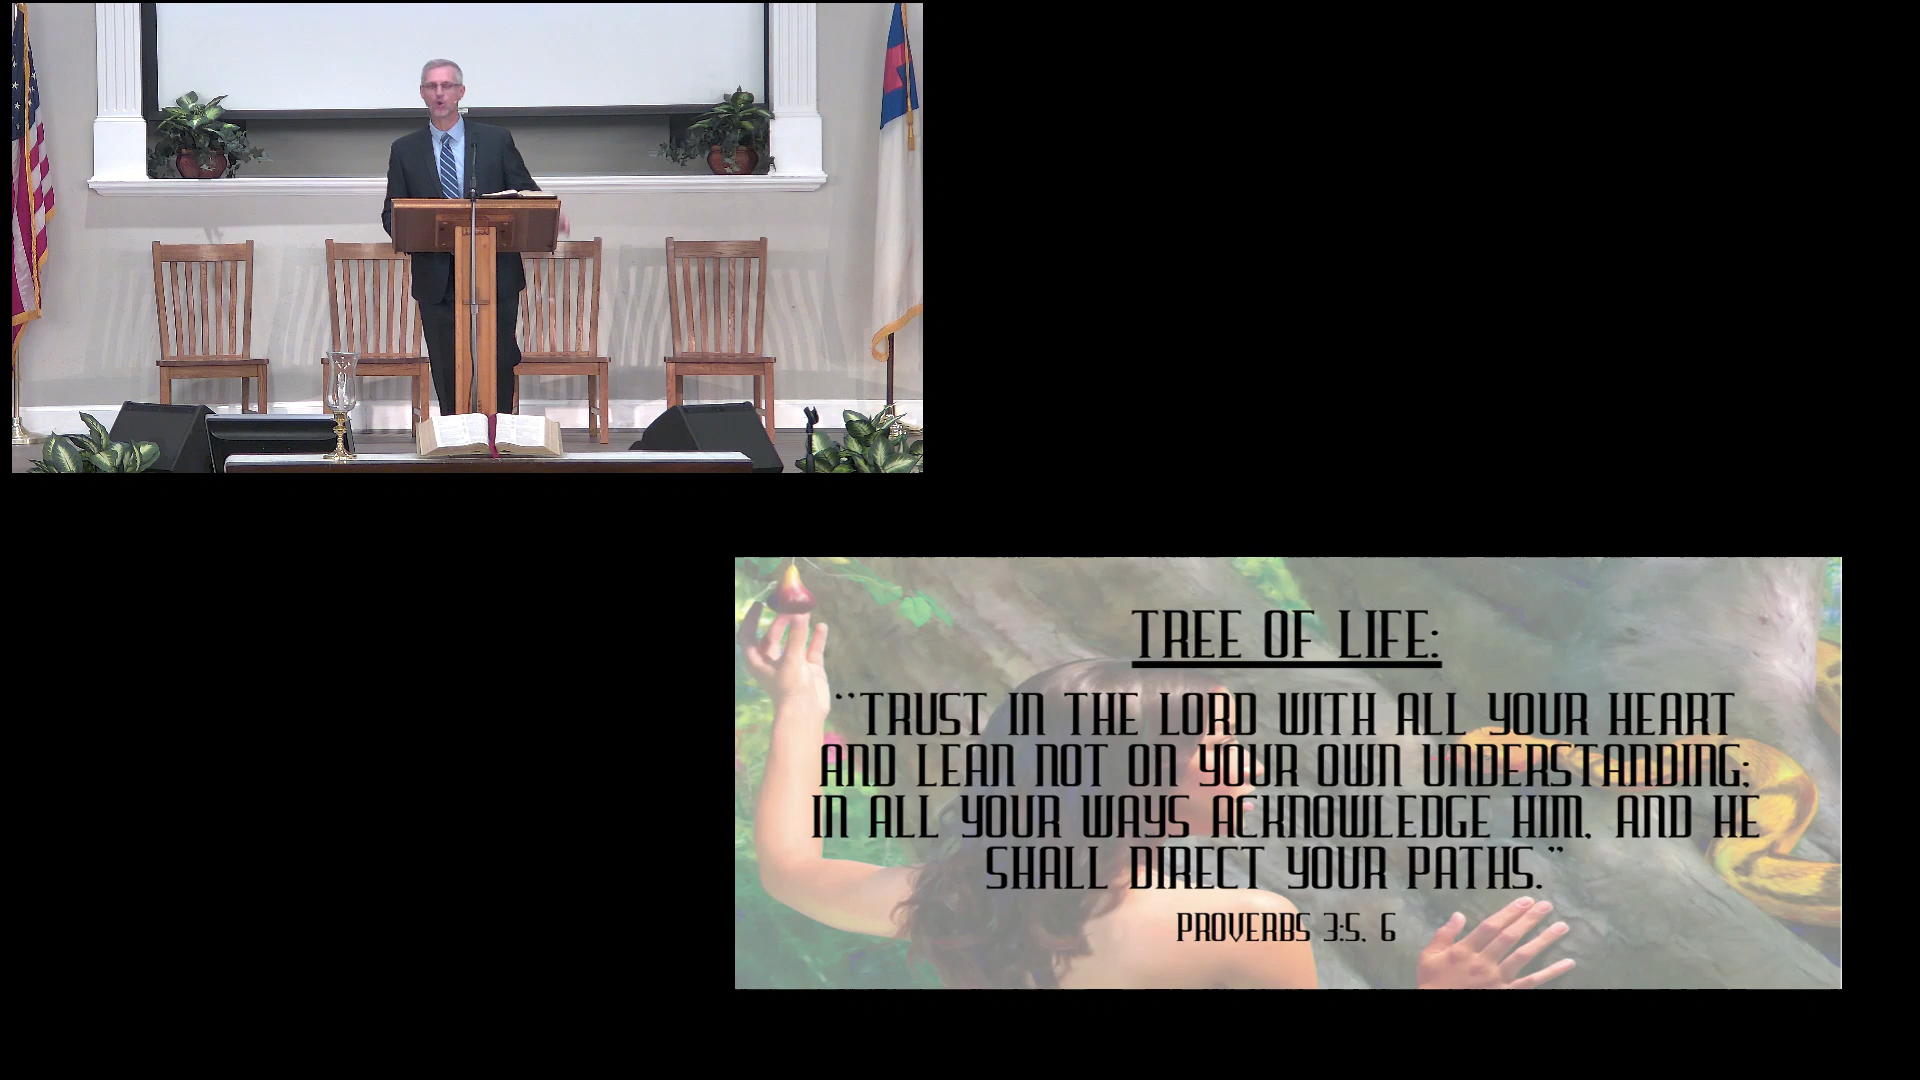 TREE OF LIFE:
"TRUST IN THE LORD WITH ALL YOUR HEART
AND LEAN NOT ON YOUR OWN UNDERSTANDING;
IN ALL YOUR WAYS ACKNOWLEDGE HIM, AND HE
SHALL DIRECT YOUR PATHS."
PROVERBS 3:5, 6